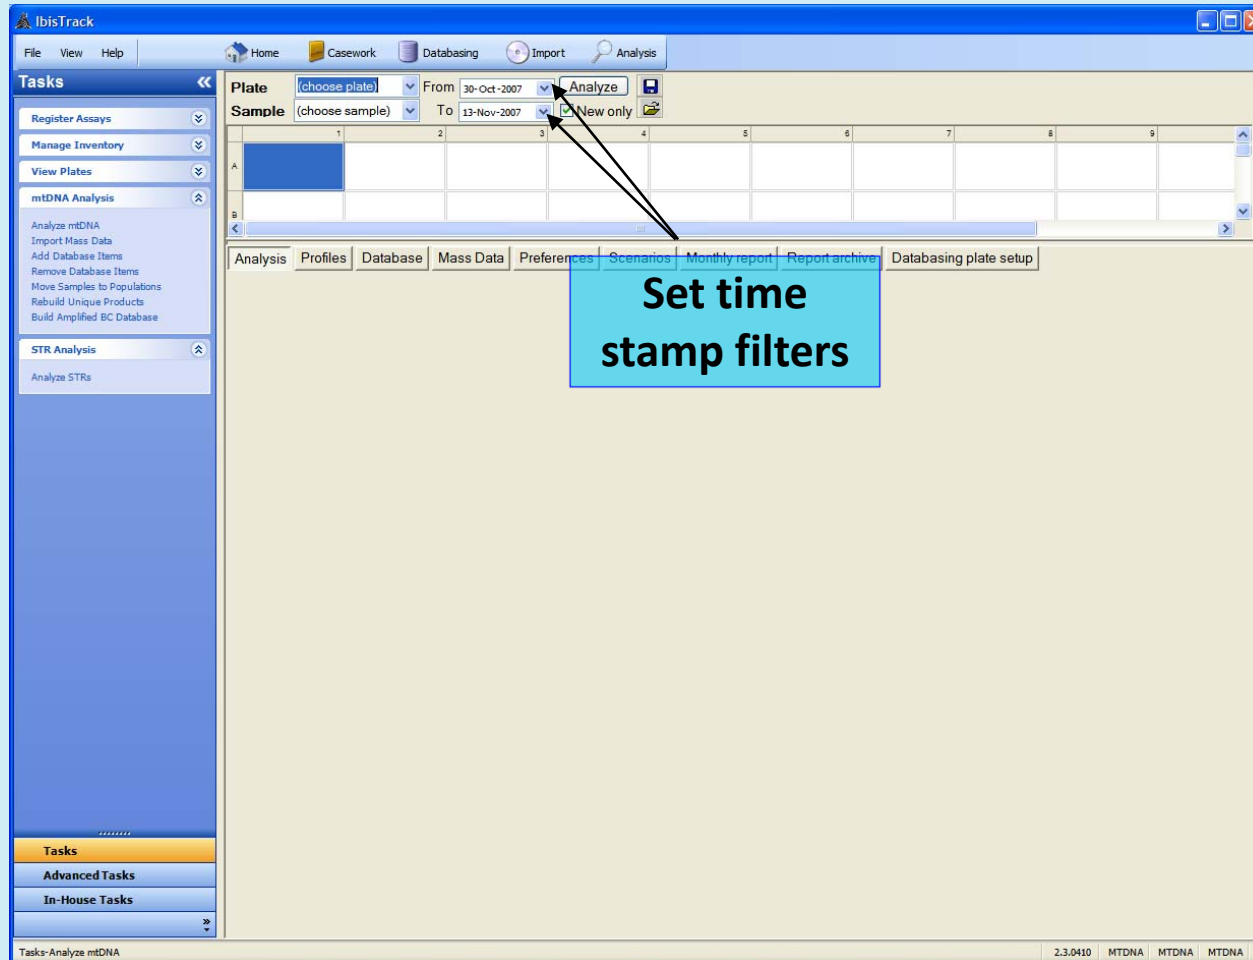 IbisTrack
File View Help Home Casework Databasing Import Analysis
Tasks
Plate (choose plate) From 30-Oct-2007 Analyze
Sample (choose sample) To 13-Nov-2007 New only
Register Assays
Manage Inventory
View Plates
mtDNA Analysis
Analyze mtDNA
Import Mass Data
Add Database Items
Remove Database Items
Move Samples to Populations
Rebuild Unique Products
Build Amplified BC Database
STR Analysis
Analyze STRs
1 2 3 4 5 6 7 8 9
A
B
Analysis Profiles Database Mass Data Preferences Scenarios Monthly report Report archive Databasing plate setup
Set time
stamp filters
Tasks
Advanced Tasks
In-House Tasks
Tasks-Analyze mtDNA 2.3.0410 MTDNA MTDNA MTDNA